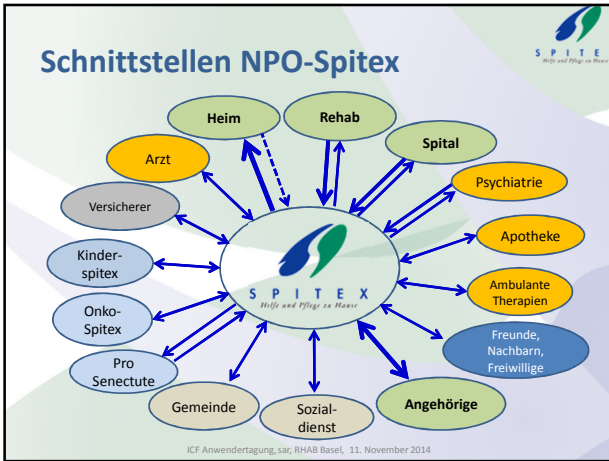 Schnittstellen NPO-Spitex
SPITE
Hilfe und Pflege zu Hause
Heim
Rehab
Spital
Arzt
Psychiatrie
Versicherer
Apotheke
Kinder-
spitex
SPITEX
Hilfe und Pflege zu Hause
Ambulante
Therapien
Onko-
Spitex
Freunde,
Nachbarn,
Freiwillige
Pro
Senectute
Gemeinde
Sozial-
dienst
Angehörige
ICF Anwendertagung, sar, RHAB Basel, 11. November 2014